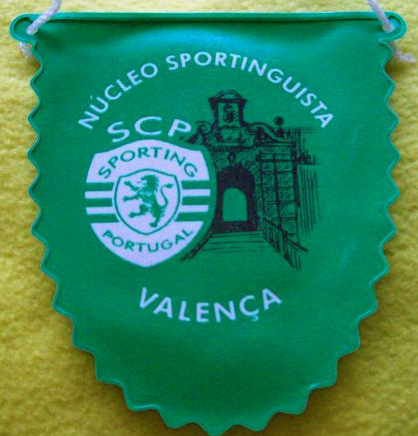 NÚCLEO SPORTINGUISTA
SCP
SPORTING
PORTUGAL
VALENÇA